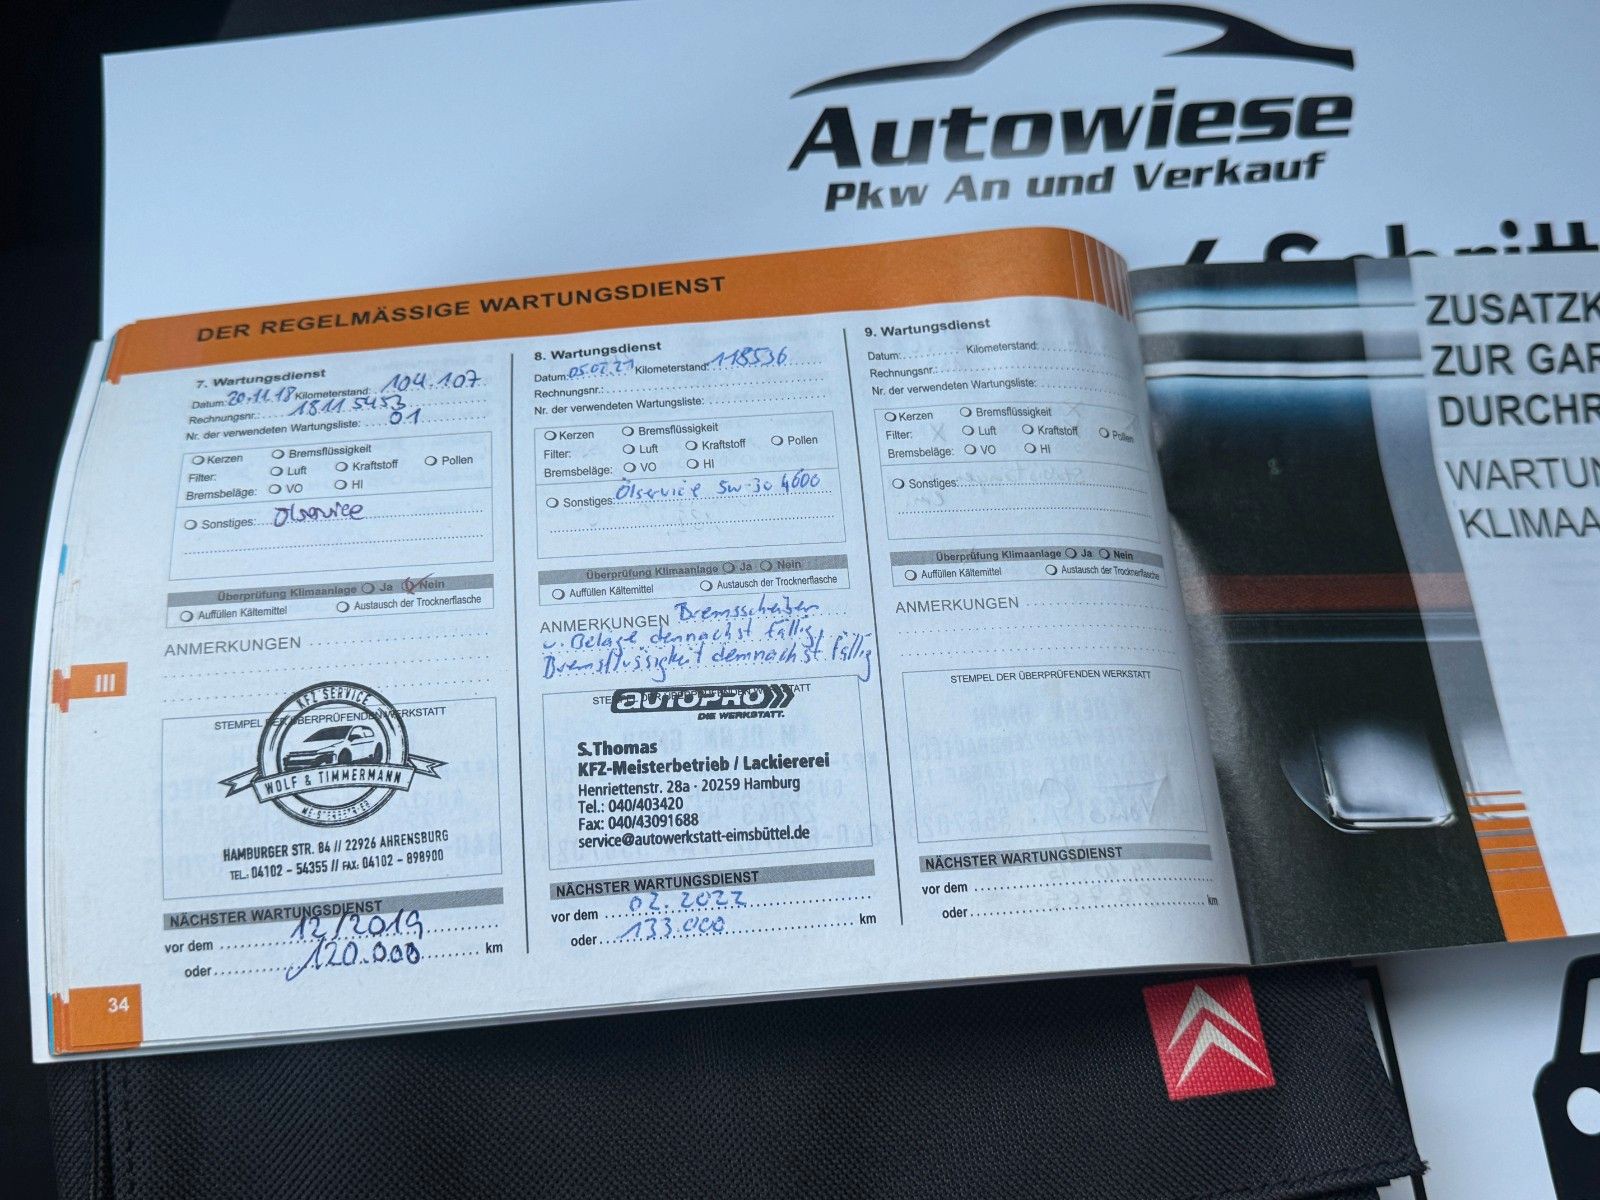 Autowiese
Pkw An und Verkauf
DER REGELMÄSSIGE WARTUNGSDIENST
7. Wartungsdienst
Datum: 20.11.18 Kilometerstand: 104.107
Rechnungsnr.: 18115453
Nr. der verwendeten Wartungsliste: 01
Kerzen Bremsflüssigkeit
Filter: Luft Kraftstoff Pollen
Bremsbeläge: VO HI
Sonstiges: Ölservice
Überprüfung Klimaanlage Ja Nein
Auffüllen Kältemittel Austausch der Trocknerflasche
ANMERKUNGEN
STEMPEL DER ÜBERPRÜFENDEN WERKSTATT
KFZ SERVICE
WOLF & TIMMERMANN
MEISTERBETRIEB
HAMBURGER STR. 84 // 22926 AHRENSBURG
TEL.: 04102 - 54355 // FAX: 04102 - 898900
NÄCHSTER WARTUNGSDIENST
vor dem 12/2019
oder 120.000 km
34
III
8. Wartungsdienst
Datum: 05.02.21 Kilometerstand: 118536
Rechnungsnr.:
Nr. der verwendeten Wartungsliste:
Kerzen Bremsflüssigkeit
Filter: Luft Kraftstoff Pollen
Bremsbeläge: VO HI
Sonstiges: Ölservice 5W-30 4600
Überprüfung Klimaanlage Ja Nein
Auffüllen Kältemittel Austausch der Trocknerflasche
ANMERKUNGEN Bremsscheiben
u. Beläge demnächst fällig,
Bremsflüssigkeit demnächst fällig
STEMPEL DER ÜBERPRÜFENDEN WERKSTATT
autoPRO
DIE WERKSTATT.
S.Thomas
KFZ-Meisterbetrieb / Lackiererei
Henriettenstr. 28a · 20259 Hamburg
Tel.: 040/403420
Fax: 040/43091688
service@autowerkstatt-eimsbüttel.de
NÄCHSTER WARTUNGSDIENST
vor dem 02.2022
oder 133.000 km
9. Wartungsdienst
Datum: Kilometerstand:
Rechnungsnr.:
Nr. der verwendeten Wartungsliste:
Kerzen Bremsflüssigkeit
Filter: Luft Kraftstoff Pollen
Bremsbeläge: VO HI
Sonstiges:
Überprüfung Klimaanlage Ja Nein
Auffüllen Kältemittel Austausch der Trocknerflasche
ANMERKUNGEN
STEMPEL DER ÜBERPRÜFENDEN WERKSTATT
NÄCHSTER WARTUNGSDIENST
vor dem
oder km
ZUSATZK
ZUR GAR
DURCHR
WARTUN
KLIMAA